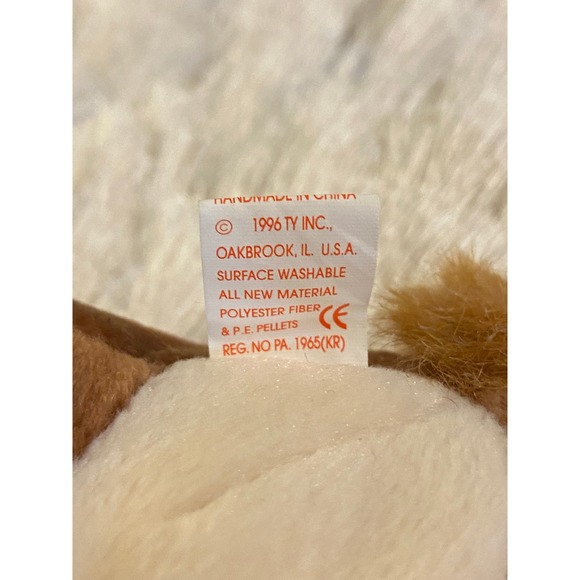 HANDMADE IN CHINA
© 1996 TY INC.,
OAKBROOK, IL. U.S.A.
SURFACE WASHABLE
ALL NEW MATERIAL
POLYESTER FIBER
& P.E. PELLETS CE
REG. NO PA. 1965(KR)